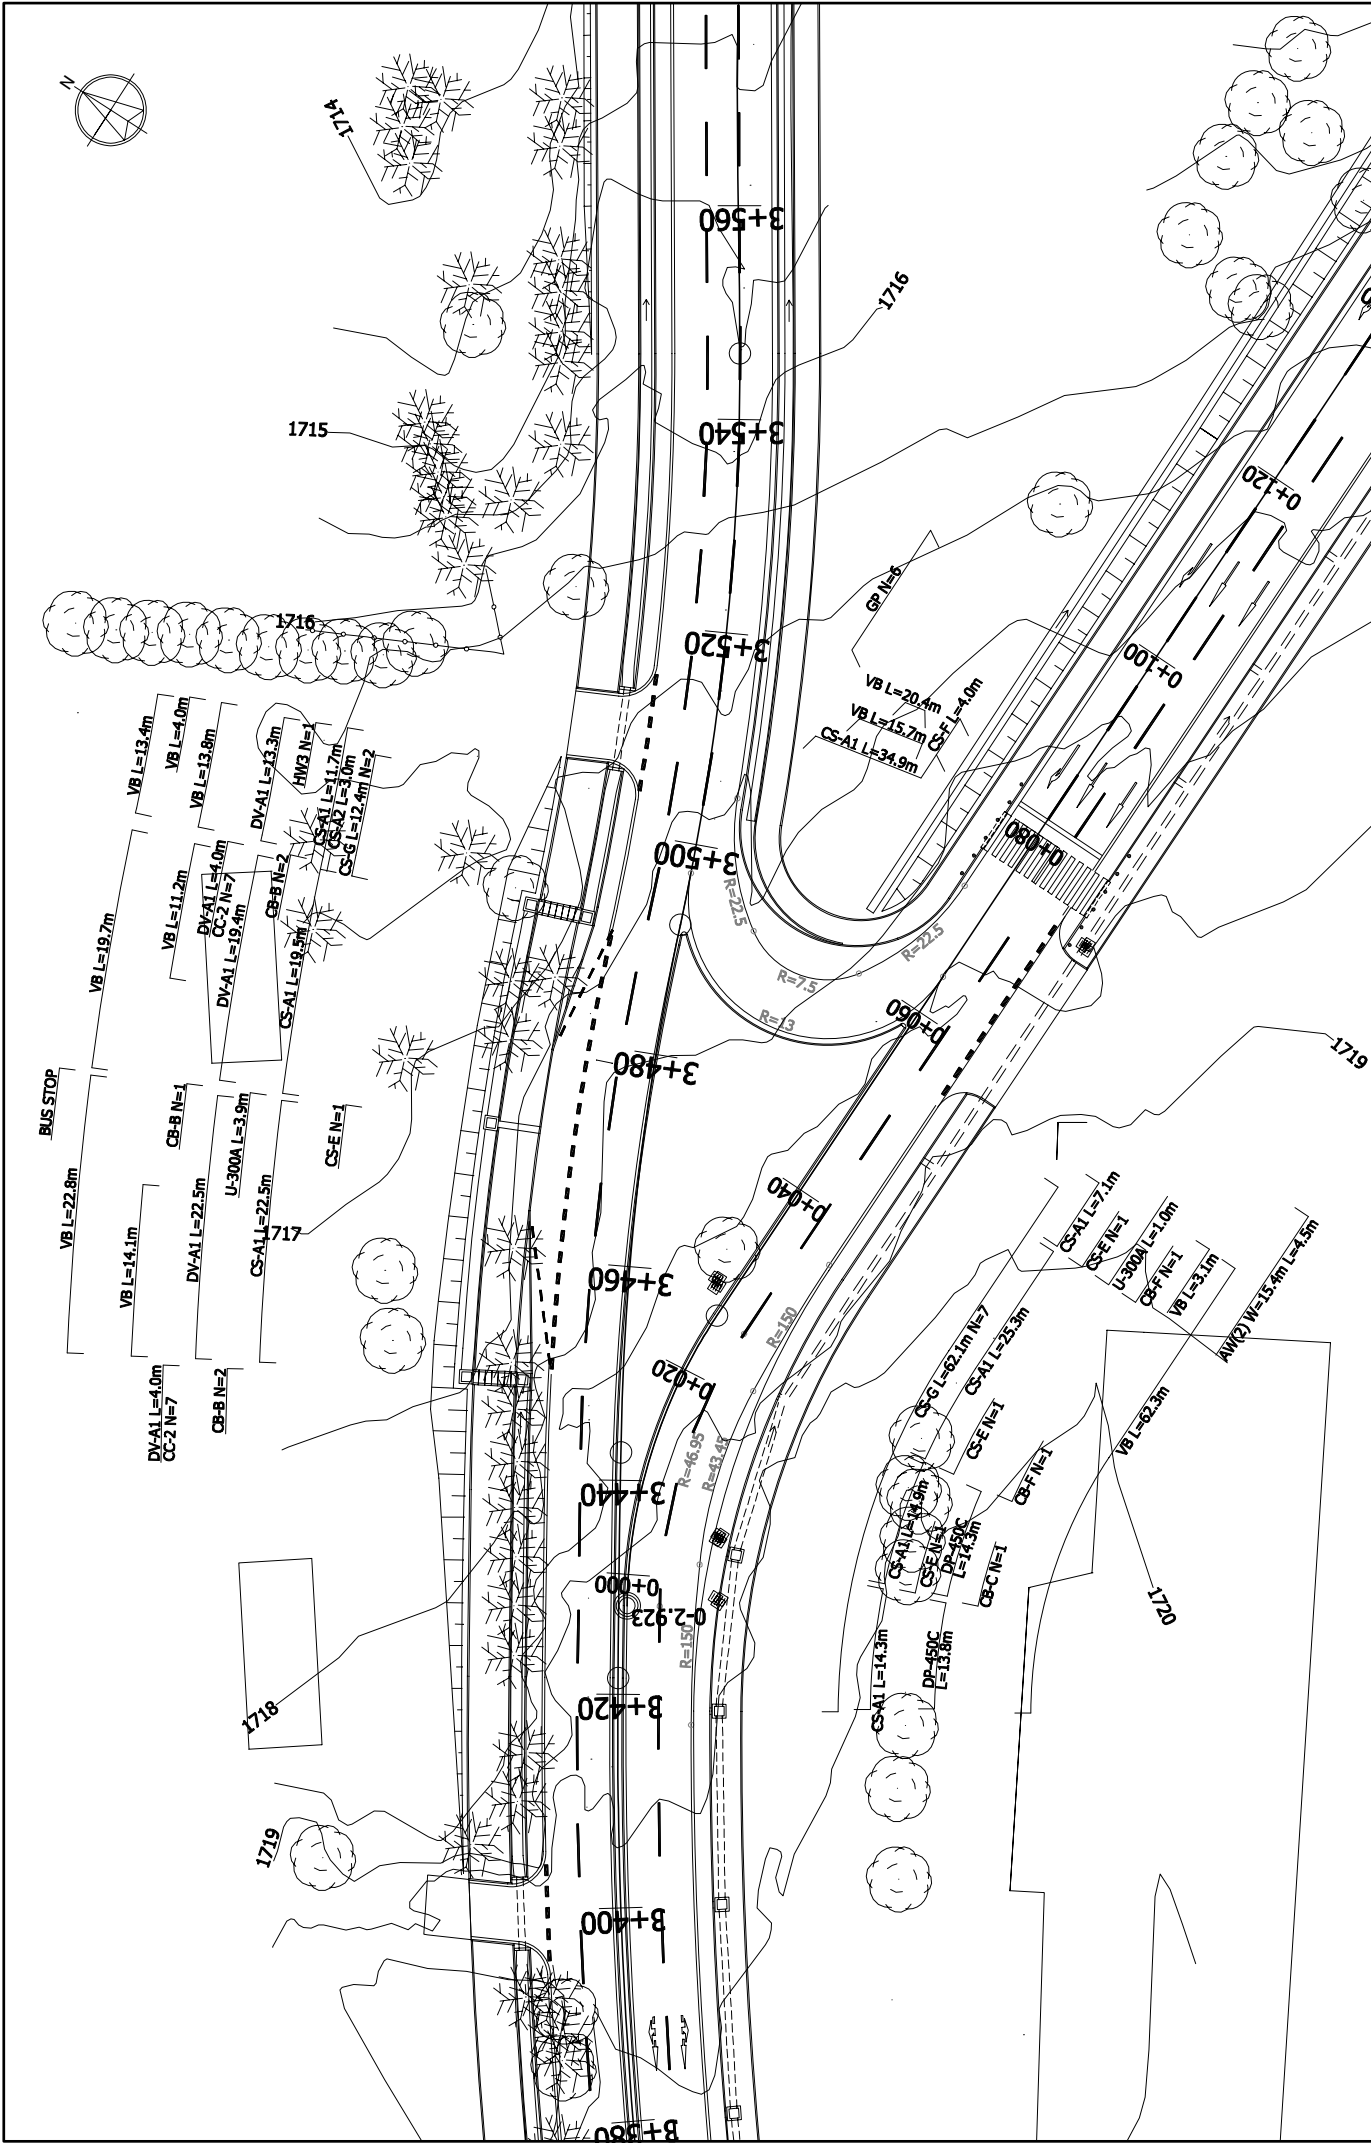 N
1714
3+560
1716
1715
3+540
0+120
GP N=6
1716
3+520
0+100
VB L=20.4m
VB L=15.7m
CS-F L=4.0m
CS-A1 L=34.9m
VB L=13.4m
VB L=4.0m
VB L=13.8m
DV-A1 L=13.3m
HW3 N=1
CS-A1 L=11.7m
CS-A2 L=3.0m
CS-G L=12.4m N=2
3+500
0+080
R=22.5
R=22.5
R=7.5
R=13
VB L=19.7m
VB L=11.2m
DV-A1 L=4.0m
CC-2 N=7
DV-A1 L=19.4m
CB-B N=2
CS-A1 L=19.5m
0+060
3+480
1719
BUS STOP
CB-B N=1
U-300A L=3.9m
CS-E N=1
VB L=22.8m
VB L=14.1m
DV-A1 L=22.5m
CS-A1 L=22.5m
1717
0+040
3+460
CS-A1 L=7.1m
CS-E N=1
U-300A L=1.0m
CB-F N=1
VB L=3.1m
AW(2) W=15.4m L=4.5m
R=150
0+020
CS-G L=62.1m N=7
CS-A1 L=25.3m
CS-E N=1
CB-F N=1
VB L=62.3m
DV-A1 L=4.0m
CC-2 N=7
CB-B N=2
R=46.95
R=43.45
3+440
CS-A1 L=14.9m
CS-E N=1
DP-450C
L=14.3m
CB-C N=1
0+000
0-2.923
R=150
1720
CS-A1 L=14.3m
DP-450C
L=13.8m
1718
3+420
1719
3+400
3+380